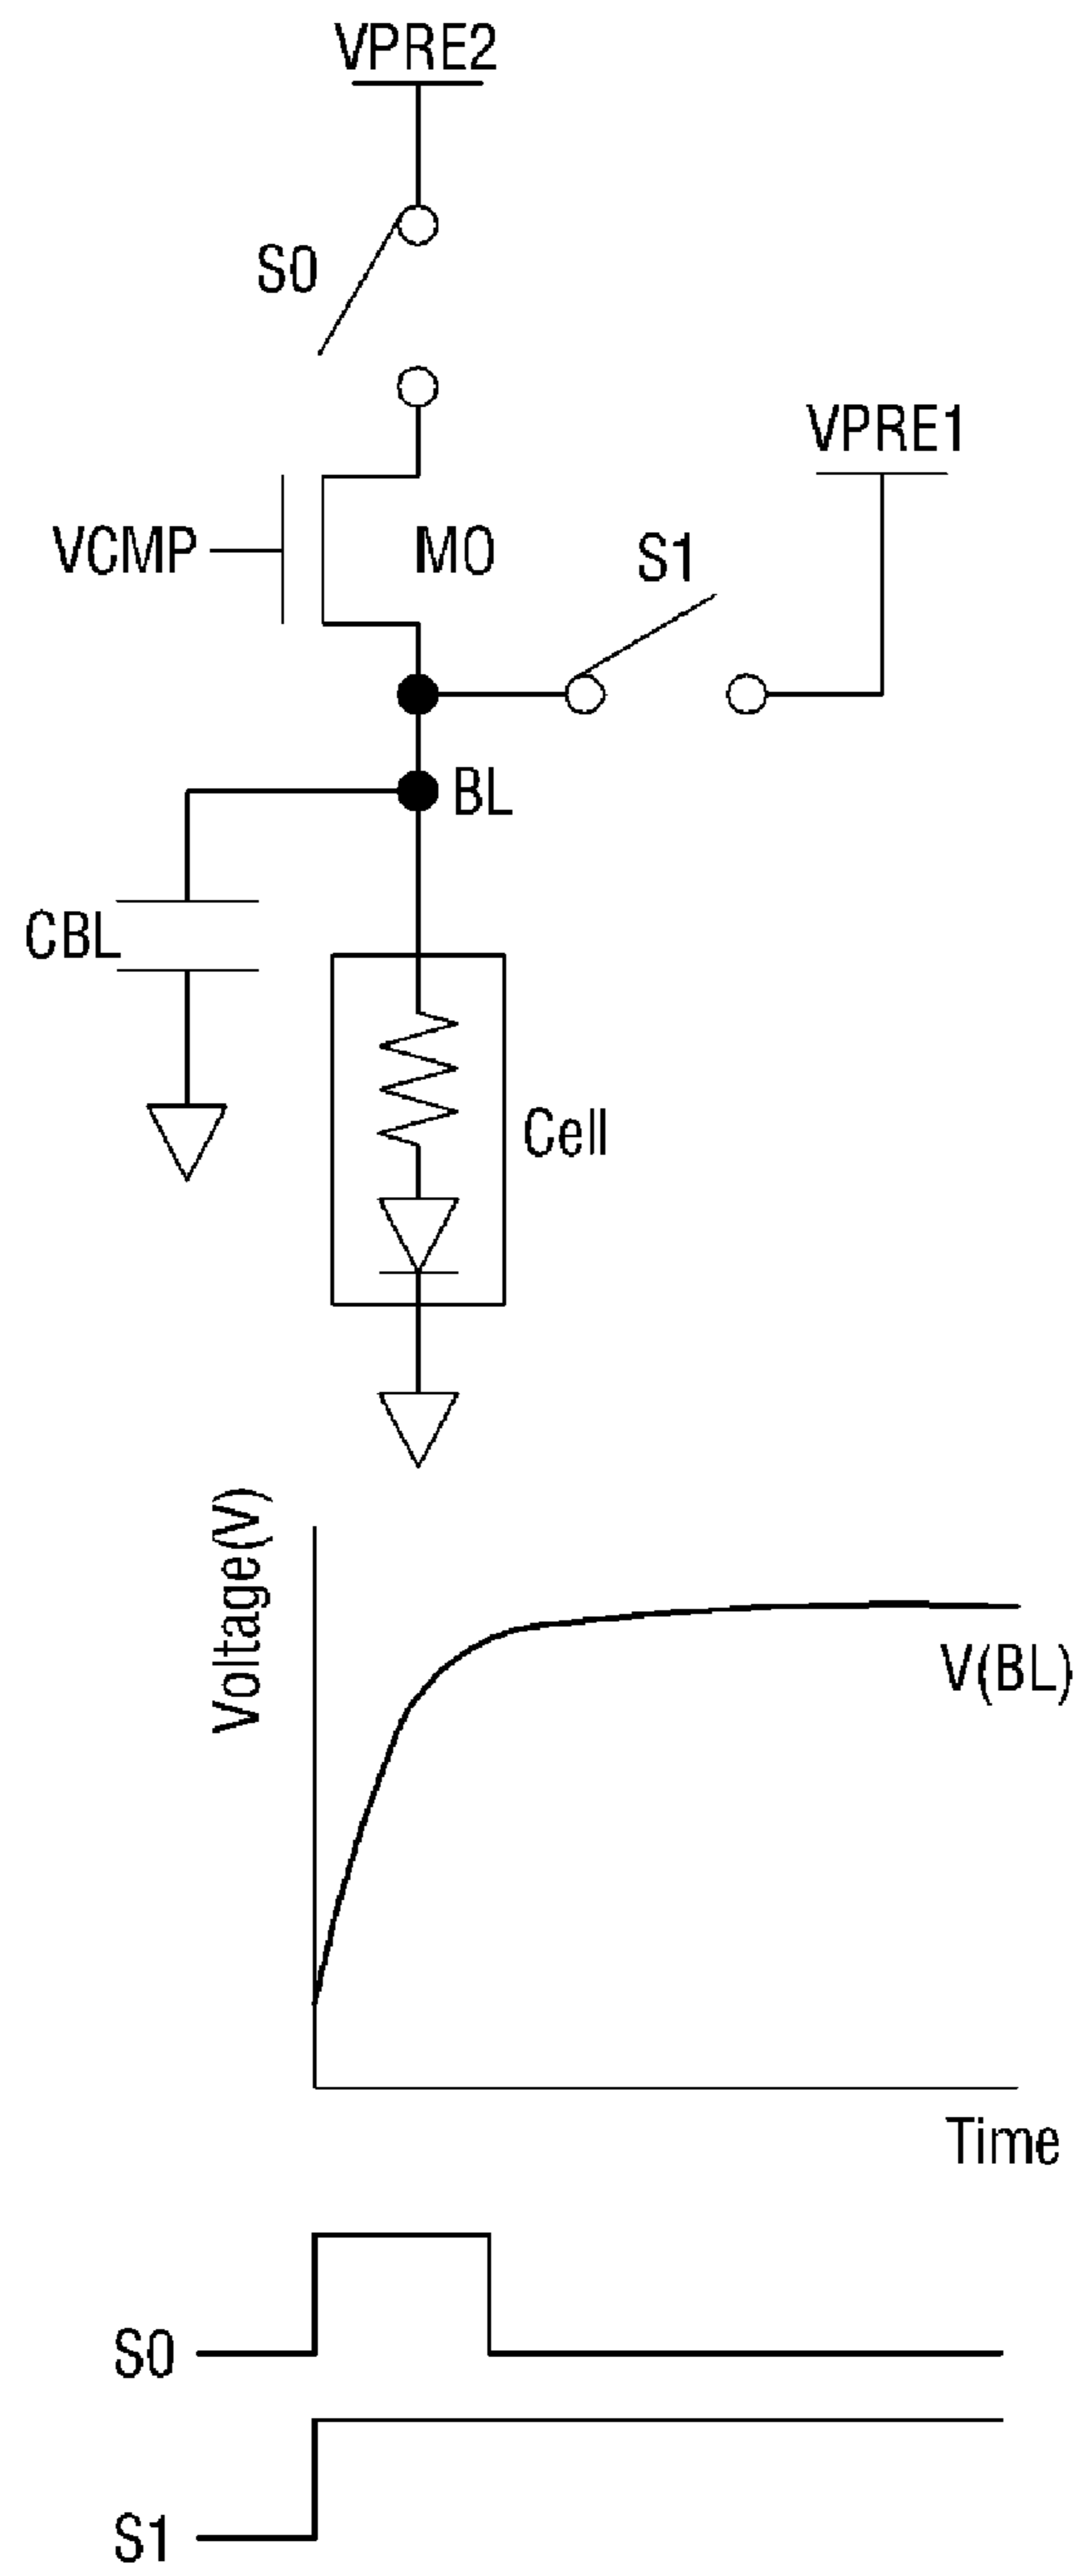 VPRE2
S0
VPRE1
VCMP
M0
S1
BL
CBL
Cell
Voltage(V)
V(BL)
Time
S0
S1